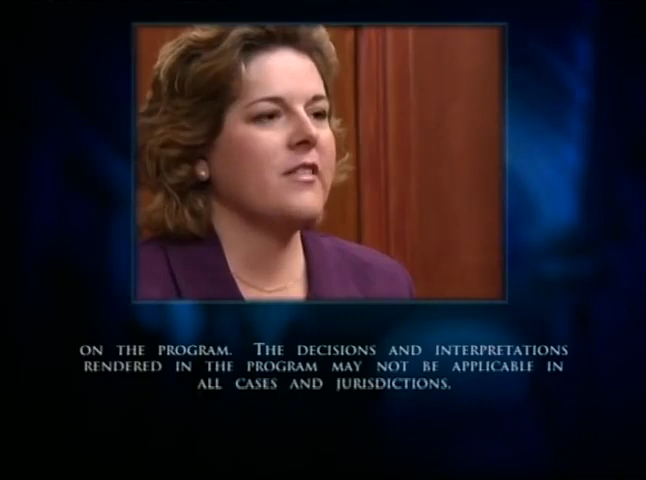 ON THE PROGRAM. THE DECISIONS AND INTERPRETATIONS
RENDERED IN THE PROGRAM MAY NOT BE APPLICABLE IN
ALL CASES AND JURISDICTIONS.